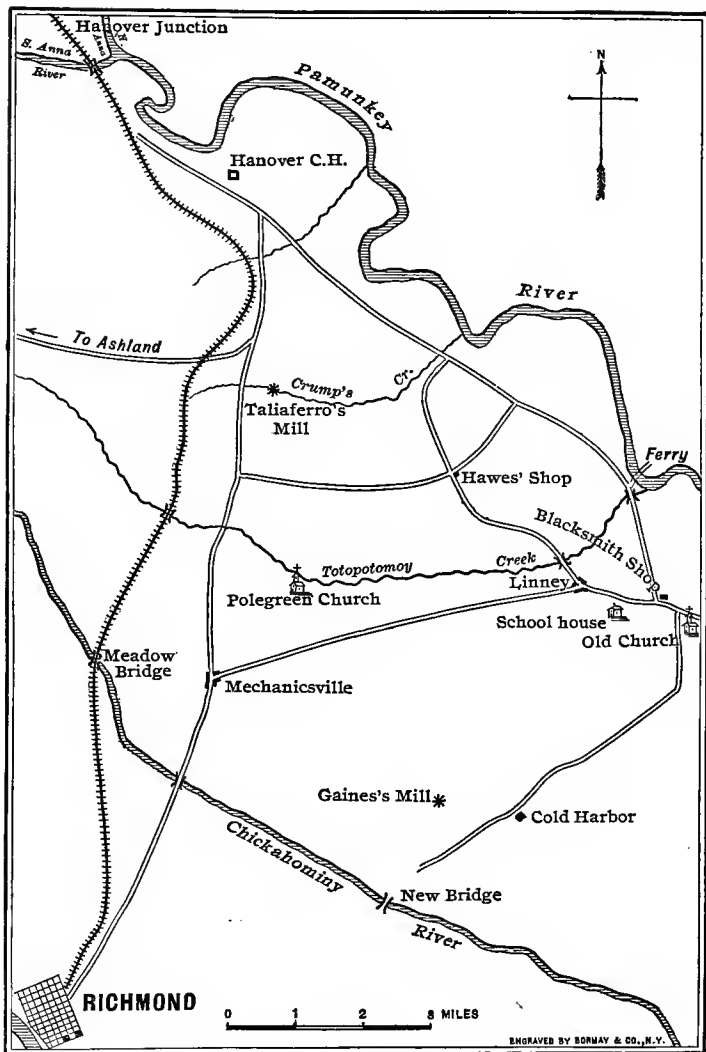 Hanover Junction
N.
Anna
S. Anna
River
Pamunkey
N
Hanover C.H.
River
To Ashland
Crump's
Cr.
Taliaferro's
Mill
Ferry
Hawes' Shop
Blacksmith Shop
Totopotomoy
Creek
Linney
Polegreen Church
School house
Old Church
Meadow
Bridge
Mechanicsville
Gaines's Mill
Cold Harbor
Chickahominy
New Bridge
River
RICHMOND
0 1 2 3 MILES
ENGRAVED BY BORMAY & CO., N.Y.